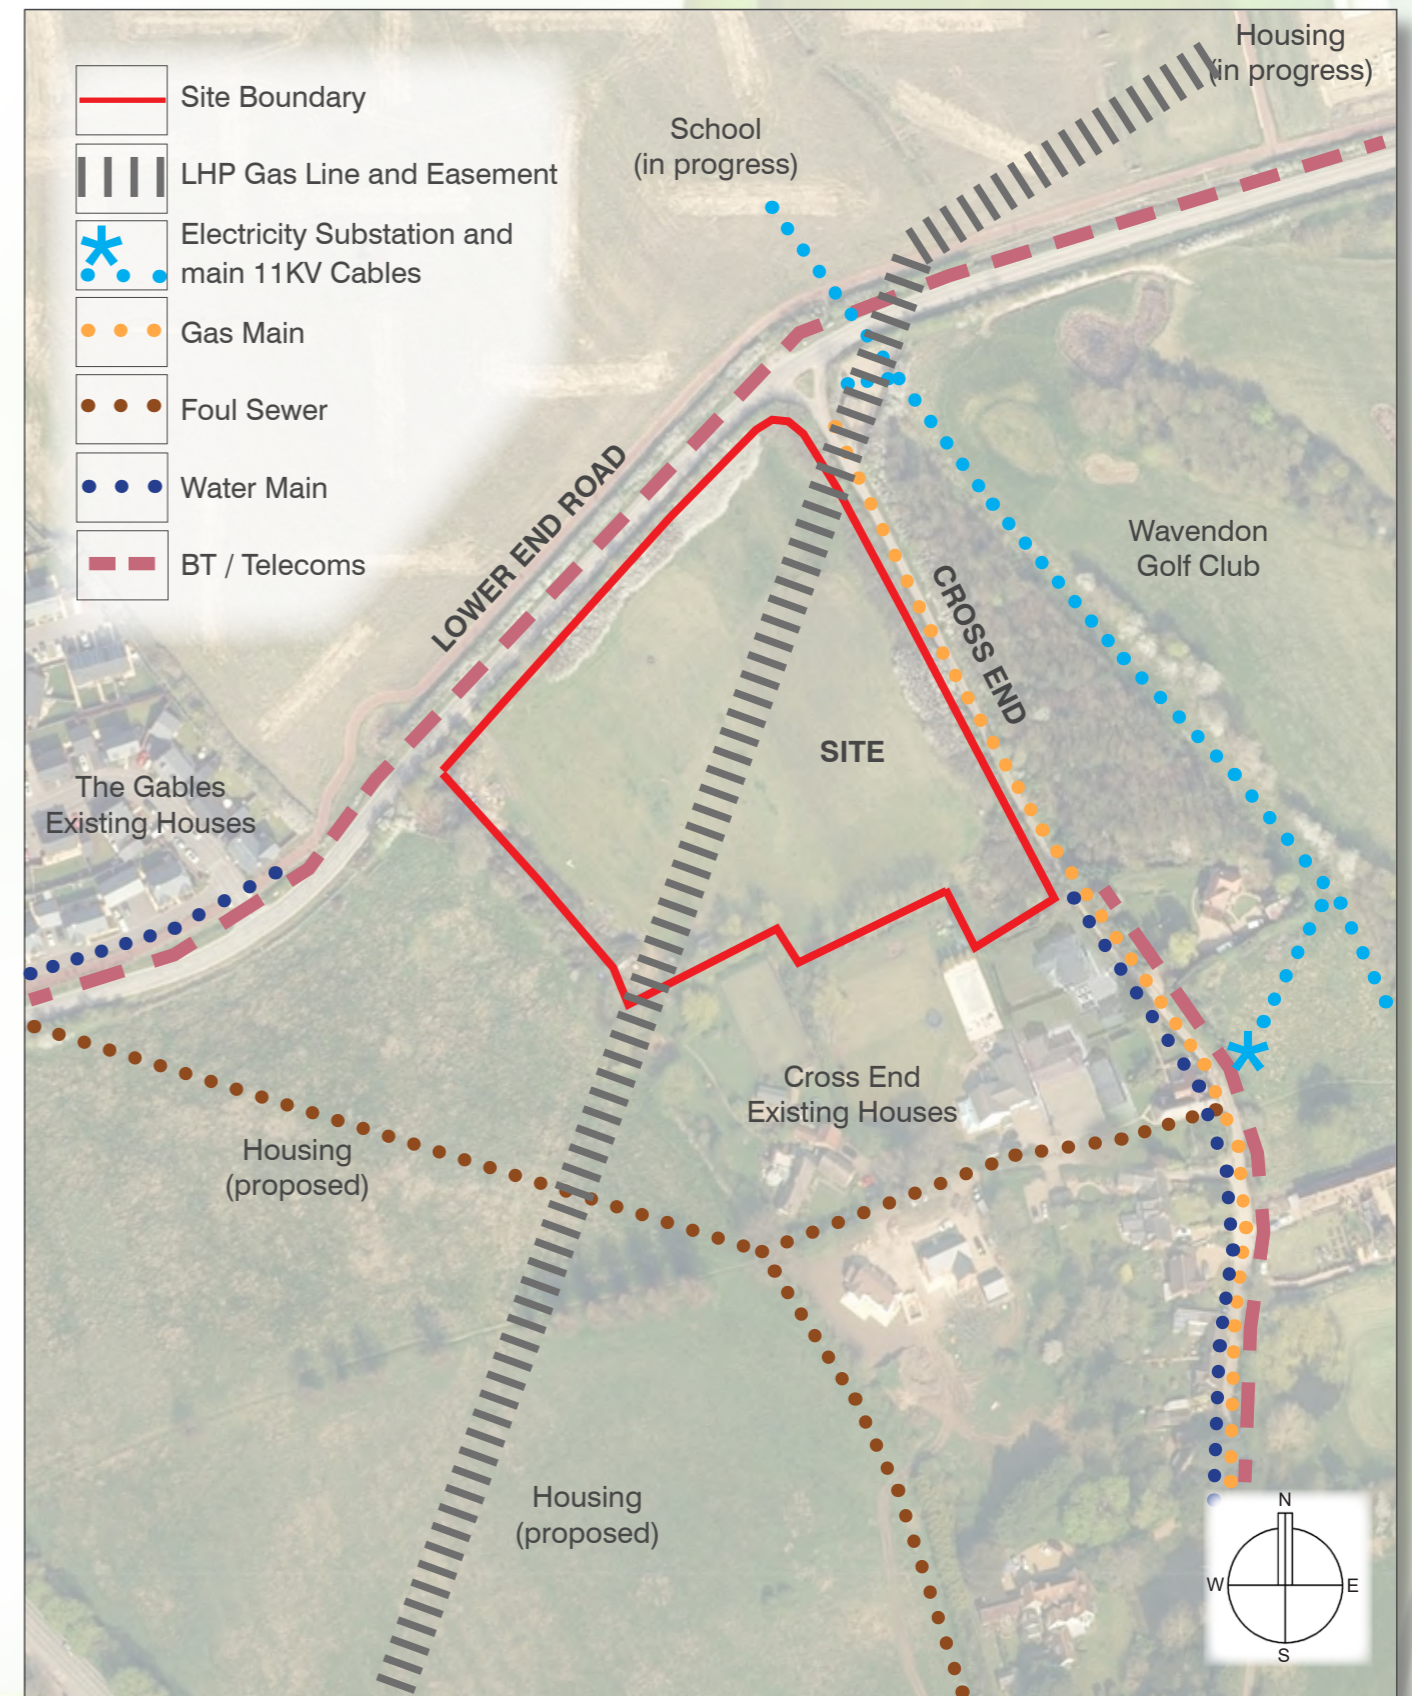 Site Boundary
LHP Gas Line and Easement
Electricity Substation and
main 11KV Cables
Gas Main
Foul Sewer
Water Main
BT / Telecoms
Housing
(in progress)
School
(in progress)
LOWER END ROAD
CROSS END
Wavendon
Golf Club
SITE
The Gables
Existing Houses
Cross End
Existing Houses
Housing
(proposed)
Housing
(proposed)
N
W
E
S